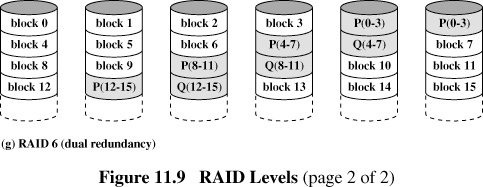 block 0 block 1 block 2 block 3 P(0-3) P(0-3)
block 4 block 5 block 6 P(4-7) Q(4-7) block 7
block 8 block 9 P(8-11) Q(8-11) block 10 block 11
block 12 P(12-15) Q(12-15) block 13 block 14 block 15
(g) RAID 6 (dual redundancy)
Figure 11.9 RAID Levels (page 2 of 2)